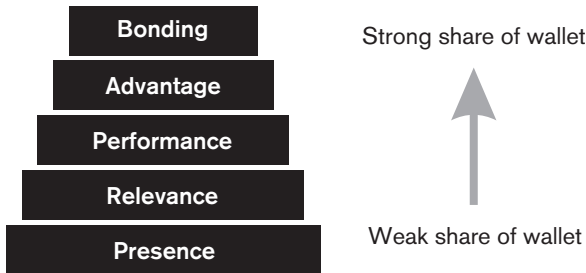 Bonding
Strong share of wallet
Advantage
Performance
Relevance
Weak share of wallet
Presence